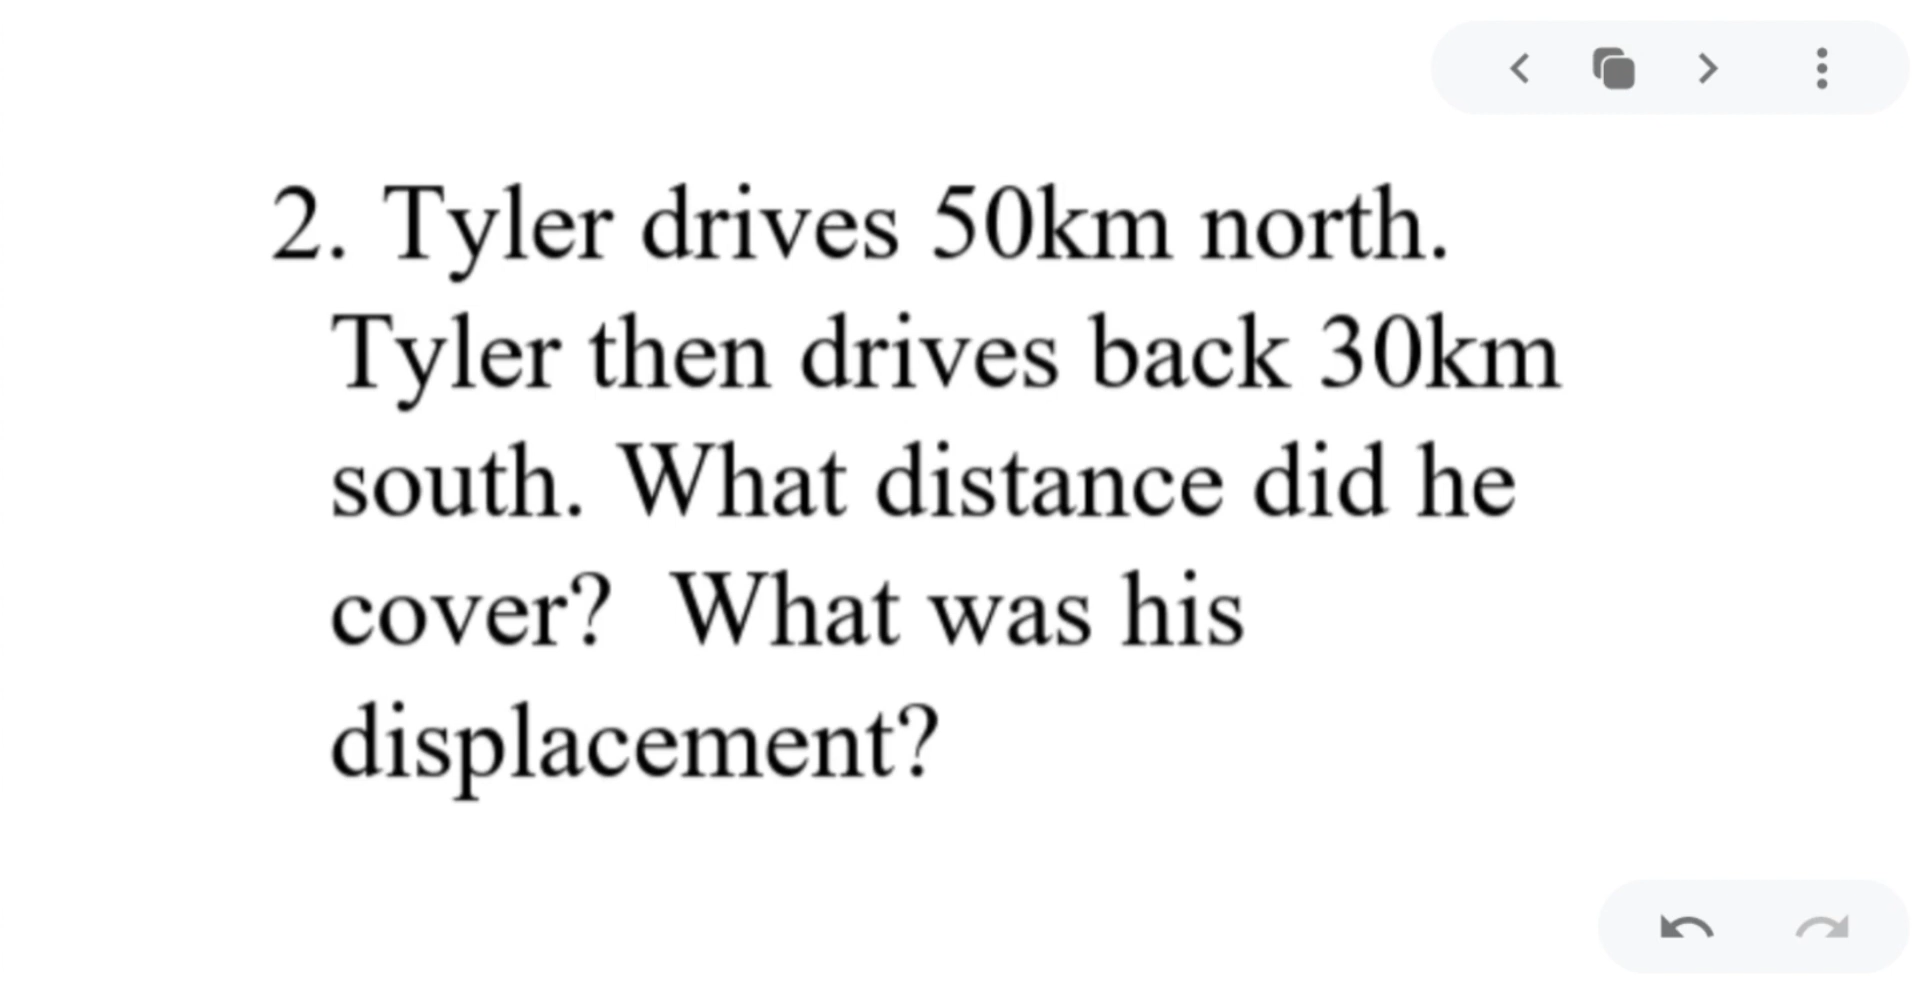 2. Tyler drives 50km north.
Tyler then drives back 30km
south. What distance did he
cover?  What was his
displacement?